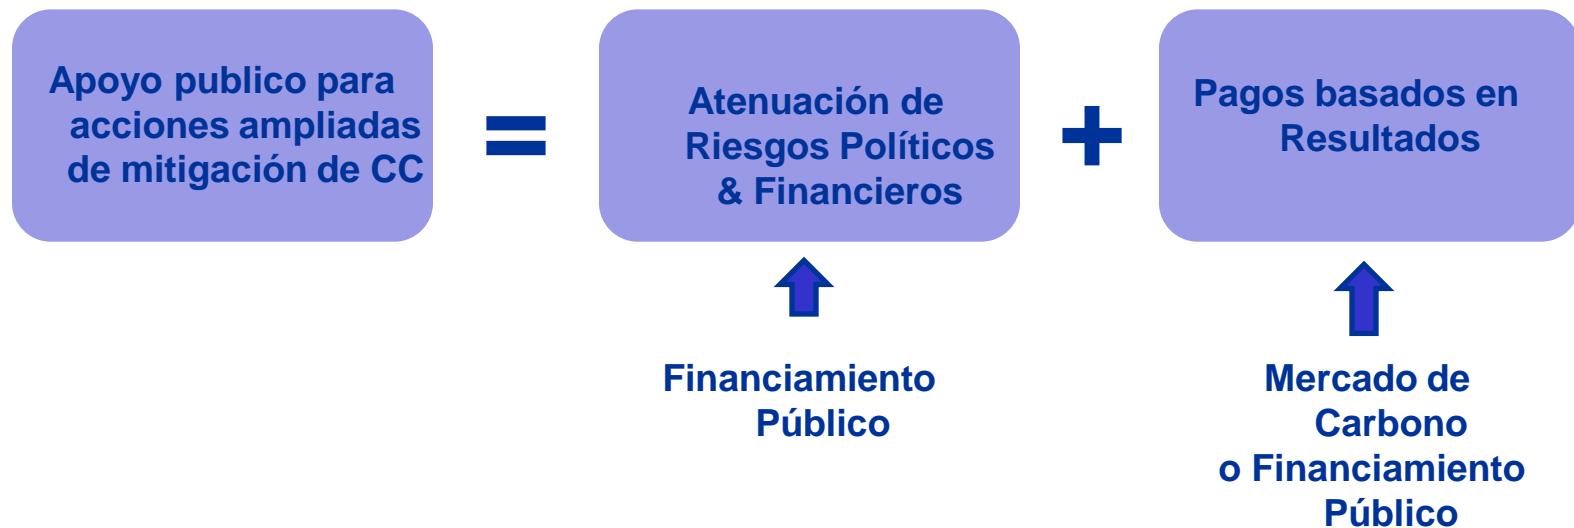 Apoyo publico para
acciones ampliadas
de mitigación de CC
=
Atenuación de
Riesgos Políticos
& Financieros
+
Pagos basados en
Resultados
Financiamiento
Público
Mercado de
Carbono
o Financiamiento
Público